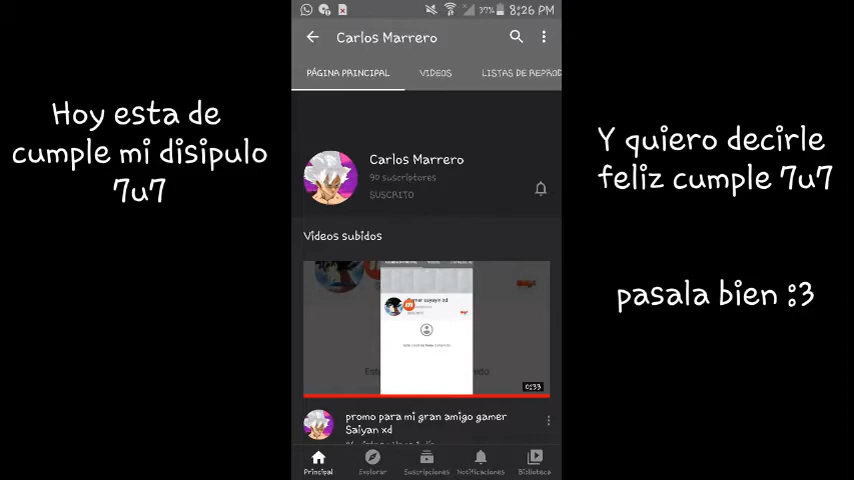 Hoy esta de
cumple mi disipulo
7u7
37% 8:26 PM
Carlos Marrero
PÁGINA PRINCIPAL VIDEOS LISTAS DE REPROD
Carlos Marrero
90 suscriptores
SUSCRITO
Videos subidos
0:33
promo para mi gran amigo gamer
Saiyan xd
Principal Explorar Suscripciones Notificaciones Biblioteca
Y quiero decirle
feliz cumple 7u7
pasala bien :3